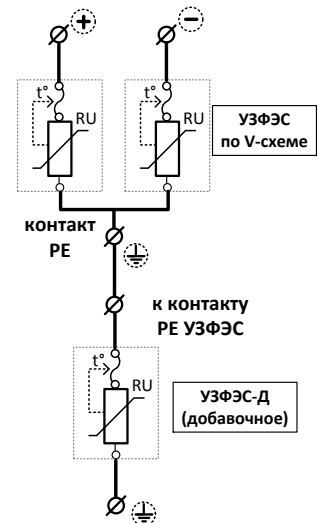 +
−
t°
RU
t°
RU
УЗФЭС
по V-схеме
контакт
PE
к контакту
PE УЗФЭС
t°
RU
УЗФЭС-Д
(добавочное)